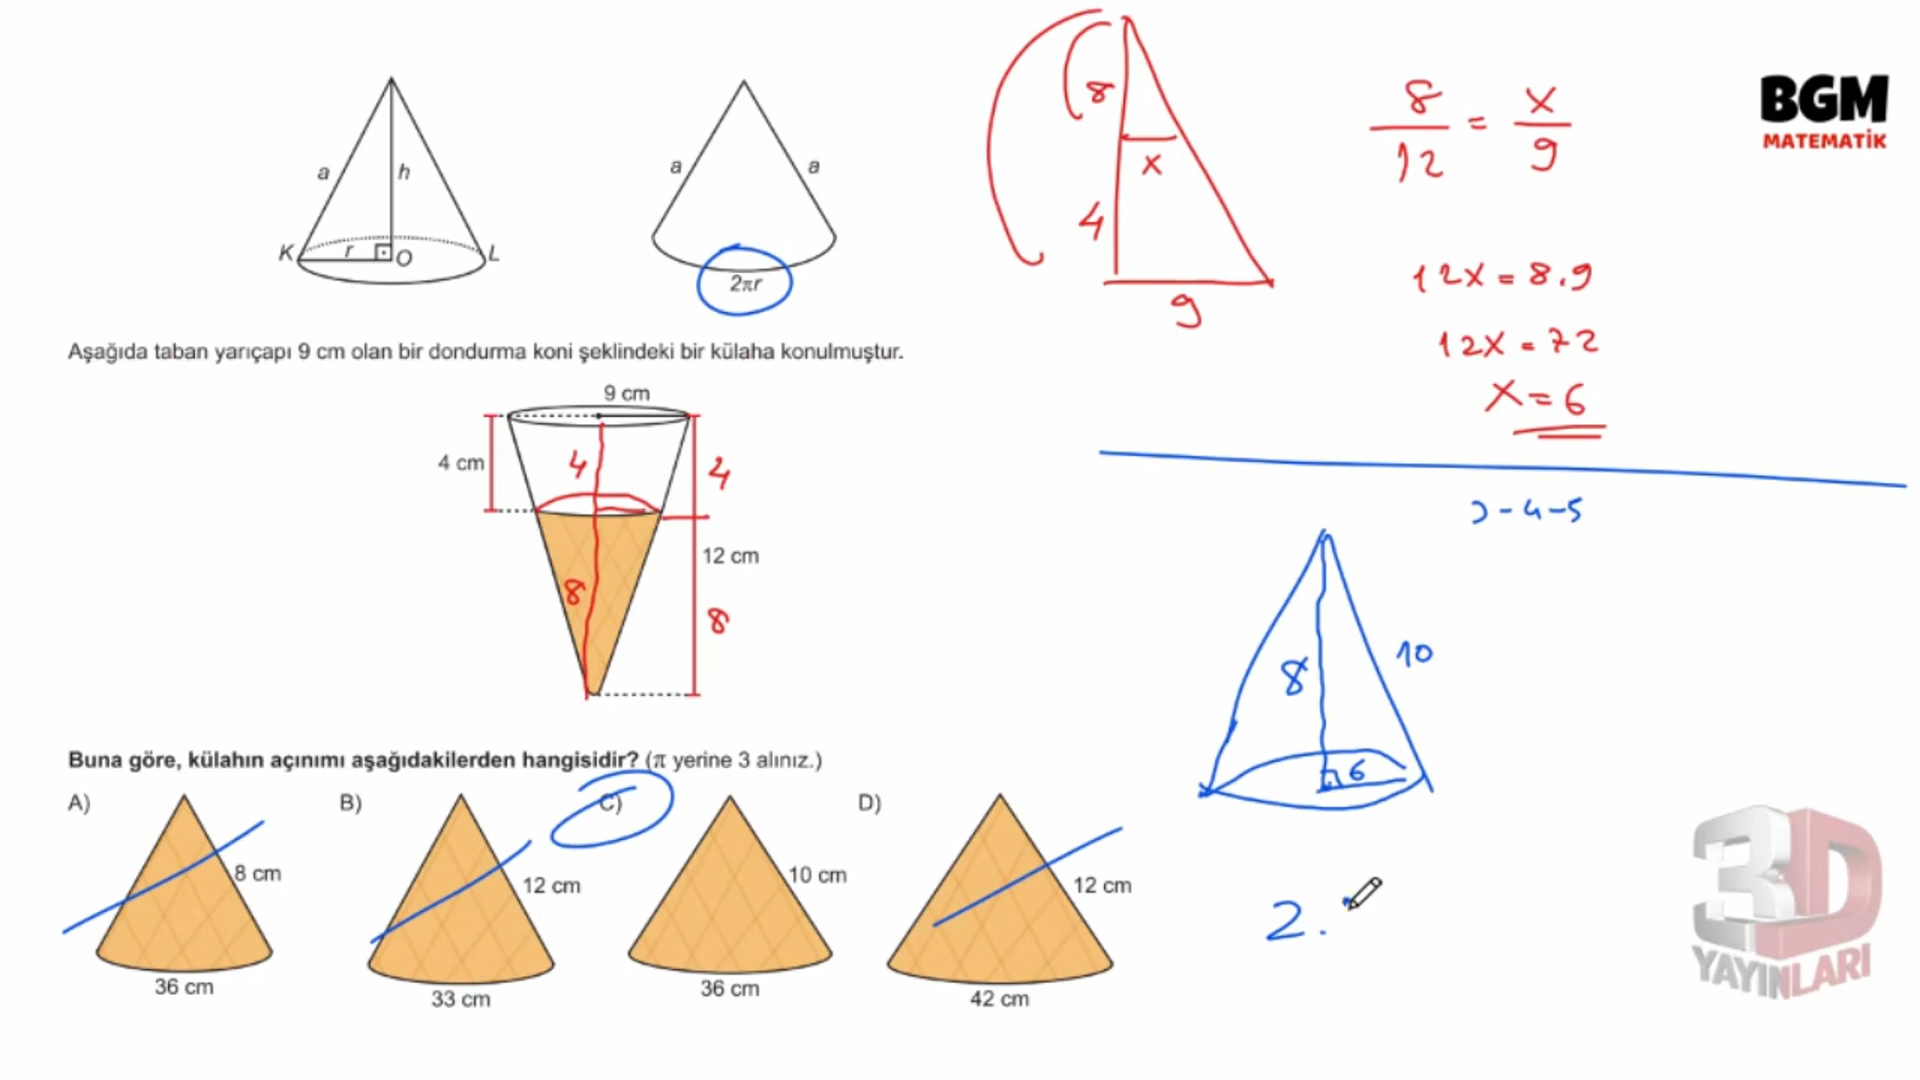 a
h
K
r
O
L
a
a
2πr
8
x
4
9
8/12 = x/9
12x = 8.9
12x = 72
x = 6
BGM
MATEMATİK
Aşağıda taban yarıçapı 9 cm olan bir dondurma koni şeklindeki bir külaha konulmuştur.
9 cm
4 cm
4
4
12 cm
8
8
3-4-5
8
10
6
2.
Buna göre, külahın açınımı aşağıdakilerden hangisidir? (π yerine 3 alınız.)
A)
8 cm
36 cm
B)
12 cm
33 cm
C)
10 cm
36 cm
D)
12 cm
42 cm
3D
YAYINLARI